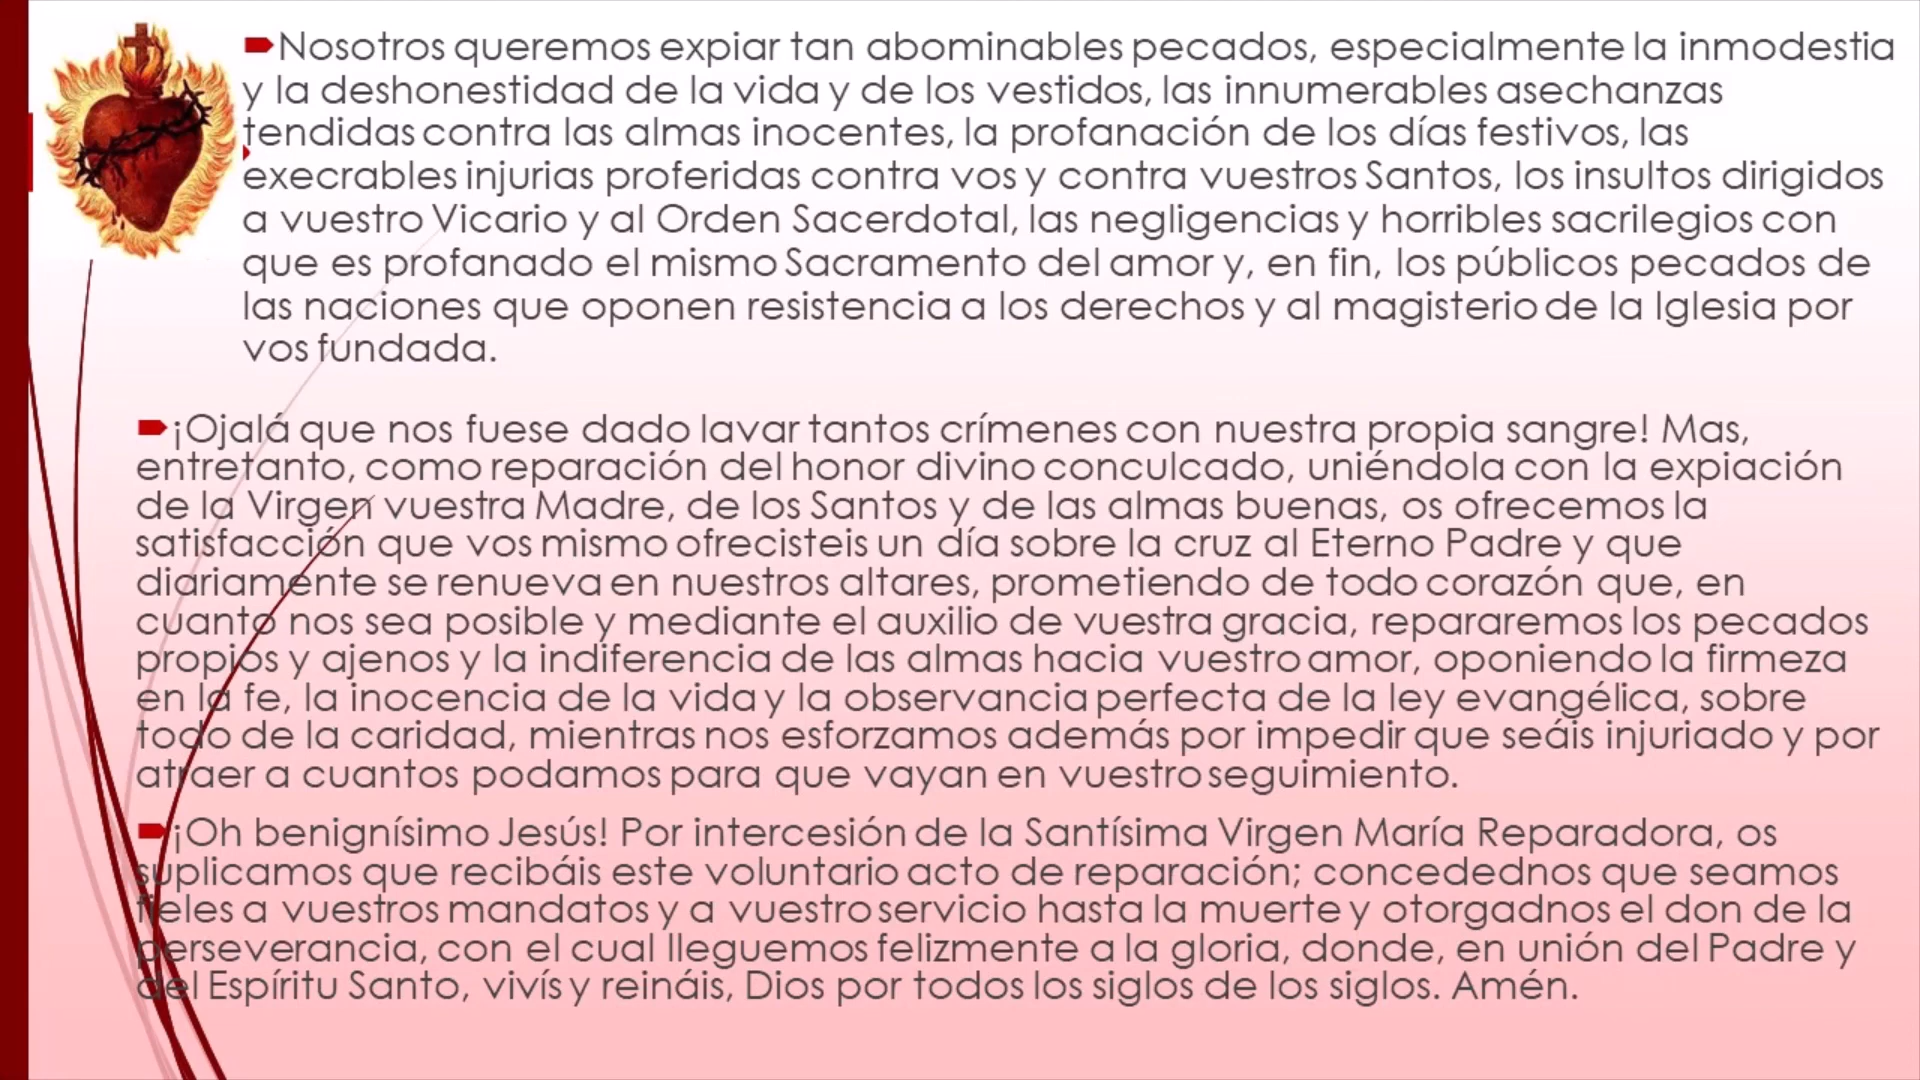 Nosotros queremos expiar tan abominables pecados, especialmente la inmodestia
y la deshonestidad de la vida y de los vestidos, las innumerables asechanzas
tendidas contra las almas inocentes, la profanación de los días festivos, las
execrables injurias proferidas contra vos y contra vuestros Santos, los insultos dirigidos
a vuestro Vicario y al Orden Sacerdotal, las negligencias y horribles sacrilegios con
que es profanado el mismo Sacramento del amor y, en fin, los públicos pecados de
las naciones que oponen resistencia a los derechos y al magisterio de la Iglesia por
vos fundada.
¡Ojalá que nos fuese dado lavar tantos crímenes con nuestra propia sangre! Mas,
entretanto, como reparación del honor divino conculcado, uniéndola con la expiación
de la Virgen vuestra Madre, de los Santos y de las almas buenas, os ofrecemos la
satisfacción que vos mismo ofrecisteis un día sobre la cruz al Eterno Padre y que
diariamente se renueva en nuestros altares, prometiendo de todo corazón que, en
cuanto nos sea posible y mediante el auxilio de vuestra gracia, repararemos los pecados
propios y ajenos y la indiferencia de las almas hacia vuestro amor, oponiendo la firmeza
en la fe, la inocencia de la vida y la observancia perfecta de la ley evangélica, sobre
todo de la caridad, mientras nos esforzamos además por impedir que seáis injuriado y por
atraer a cuantos podamos para que vayan en vuestro seguimiento.
¡Oh benignísimo Jesús! Por intercesión de la Santísima Virgen María Reparadora, os
suplicamos que recibáis este voluntario acto de reparación; concedednos que seamos
fieles a vuestros mandatos y a vuestro servicio hasta la muerte y otorgadnos el don de la
perseverancia, con el cual lleguemos felizmente a la gloria, donde, en unión del Padre y
del Espíritu Santo, vivís y reináis, Dios por todos los siglos de los siglos. Amén.